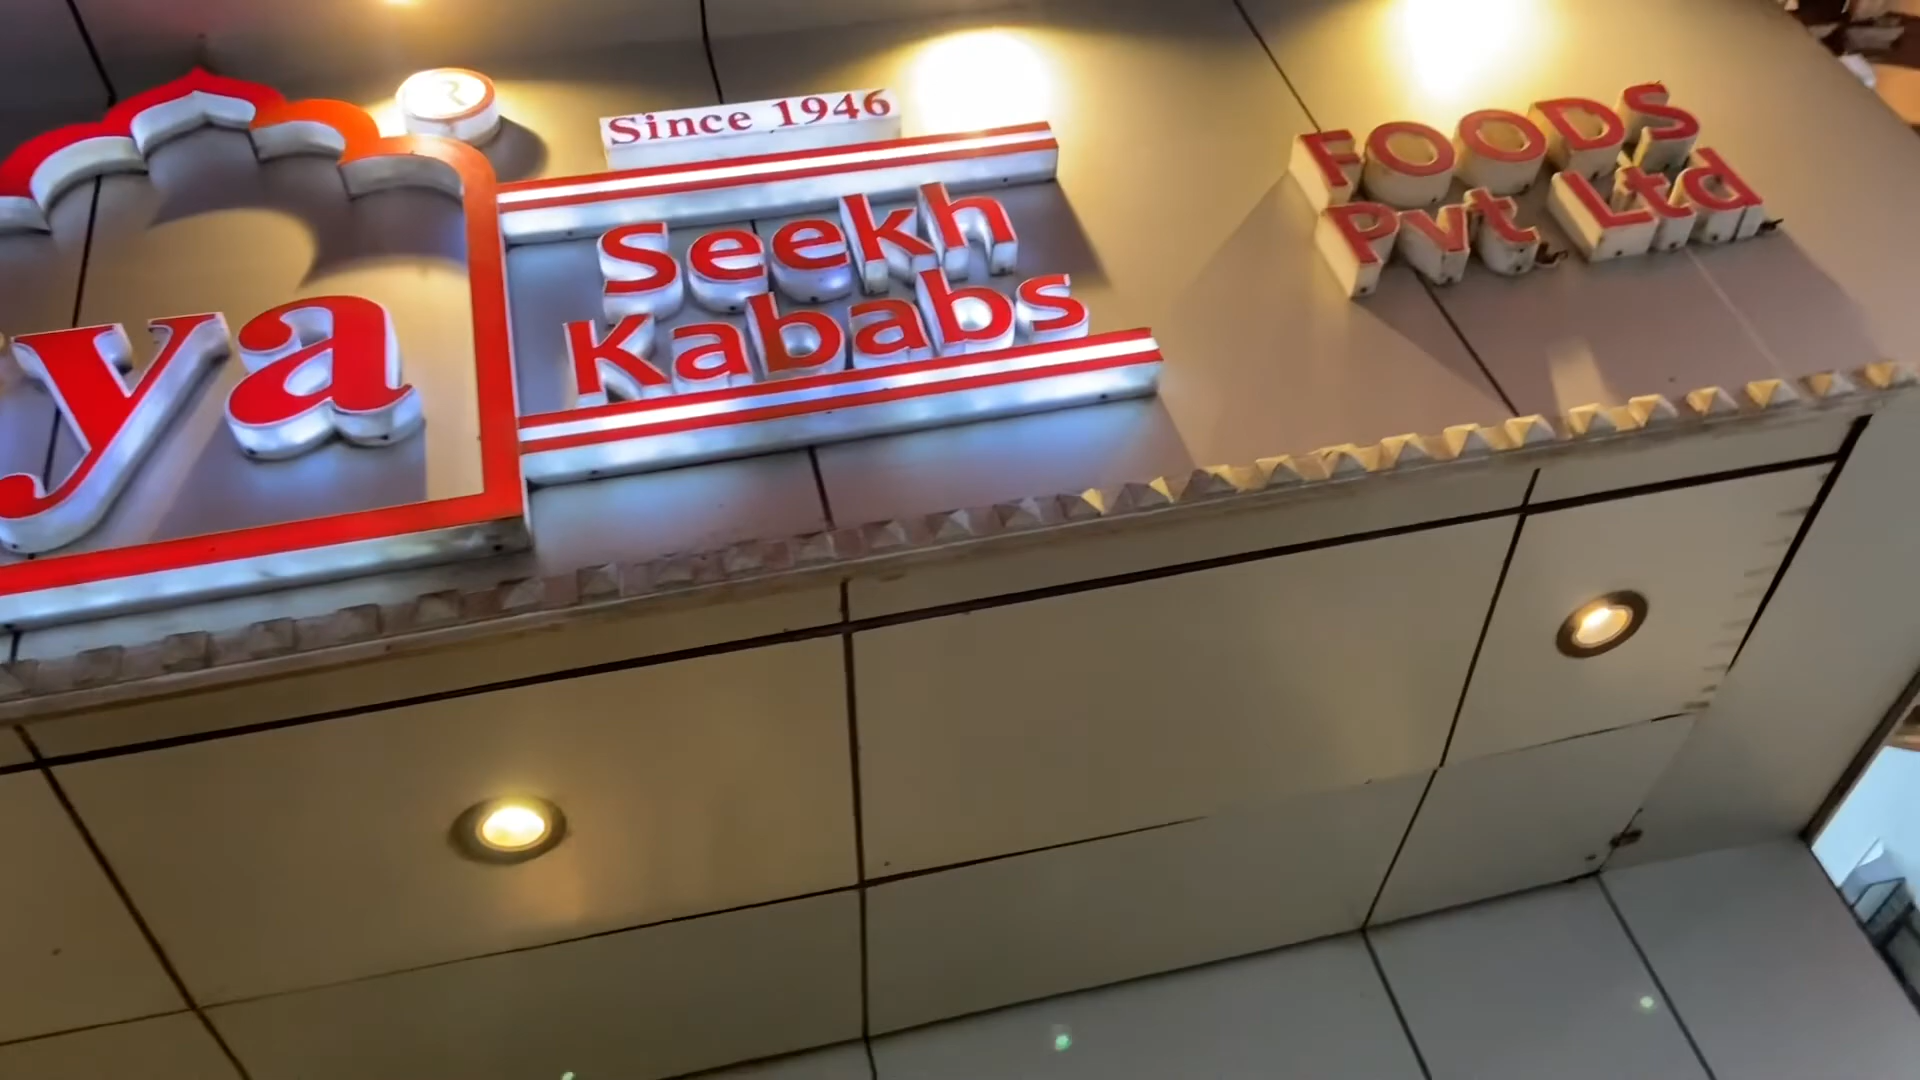 R
Since 1946
ya
Seekh
Kababs
FOODS
Pvt Ltd